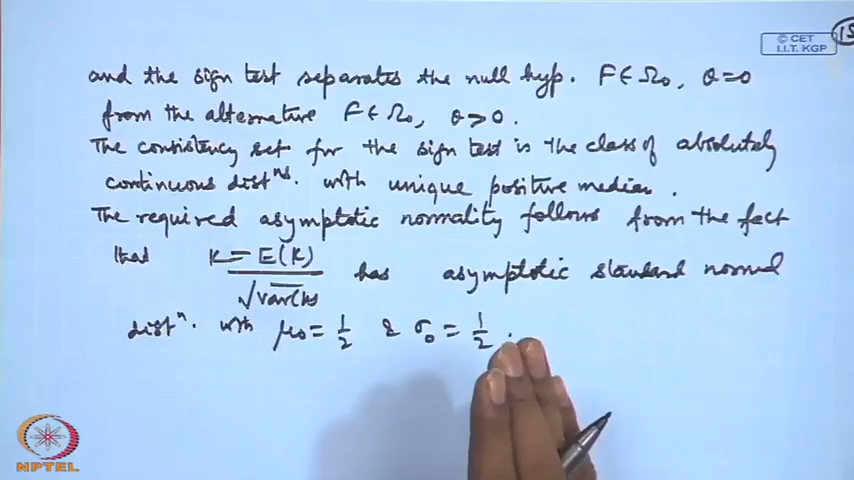 15
© CET
I.I.T. KGP
and the sign test separates the null hyp. F ∈ Ω₀, θ=0
from the alternative F ∈ Ω₀, θ>0.
The consistency set for the sign test is the class of absolutely
continuous distⁿˢ. with unique positive median.
The required asymptotic normality follows from the fact
that K – E(K) / √var(K) has asymptotic standard normal
distⁿ. with μ₀ = 1/2 & σ₀ = 1/2.
NPTEL